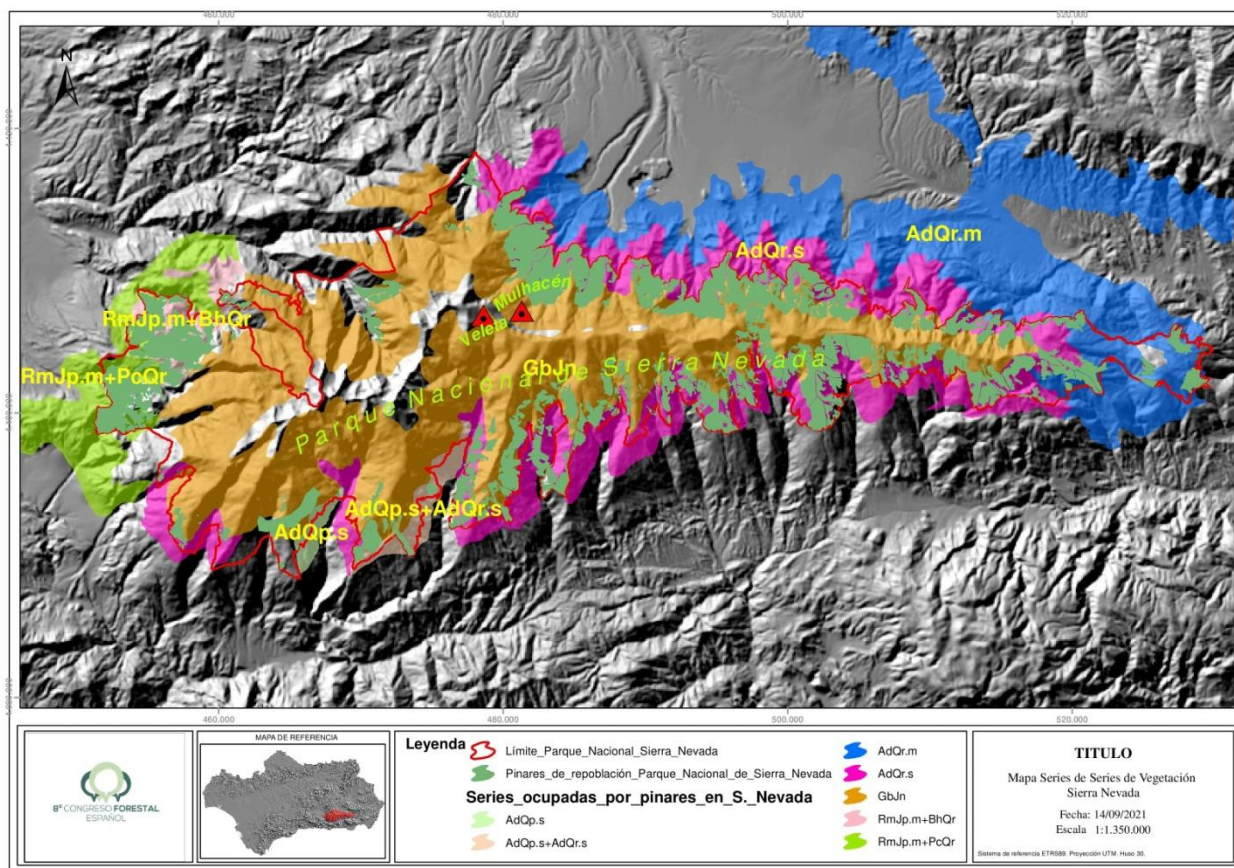 460.000 480.000 500.000 520.000
N
AdQr.m
AdQr.s
Mulhacén
Veleta
RmJp.m+BhQr
GbJn
RmJp.m+PcQr
Parque Nacional de Sierra Nevada
AdQp.s+AdQr.s
AdQp.s
460.000 480.000 500.000 520.000
8º CONGRESO FORESTAL
ESPAÑOL
MAPA DE REFERENCIA
Leyenda
Límite_Parque_Nacional_Sierra_Nevada
Pinares_de_repoblación_Parque_Nacional_de_Sierra_Nevada
Series_ocupadas_por_pinares_en_S._Nevada
AdQp.s
AdQp.s+AdQr.s
AdQr.m
AdQr.s
GbJn
RmJp.m+BhQr
RmJp.m+PcQr
TITULO
Mapa Series de Series de Vegetación
Sierra Nevada
Fecha: 14/09/2021
Escala 1:1.350.000
Sistema de referencia ETRS89. Proyección UTM. Huso 30.